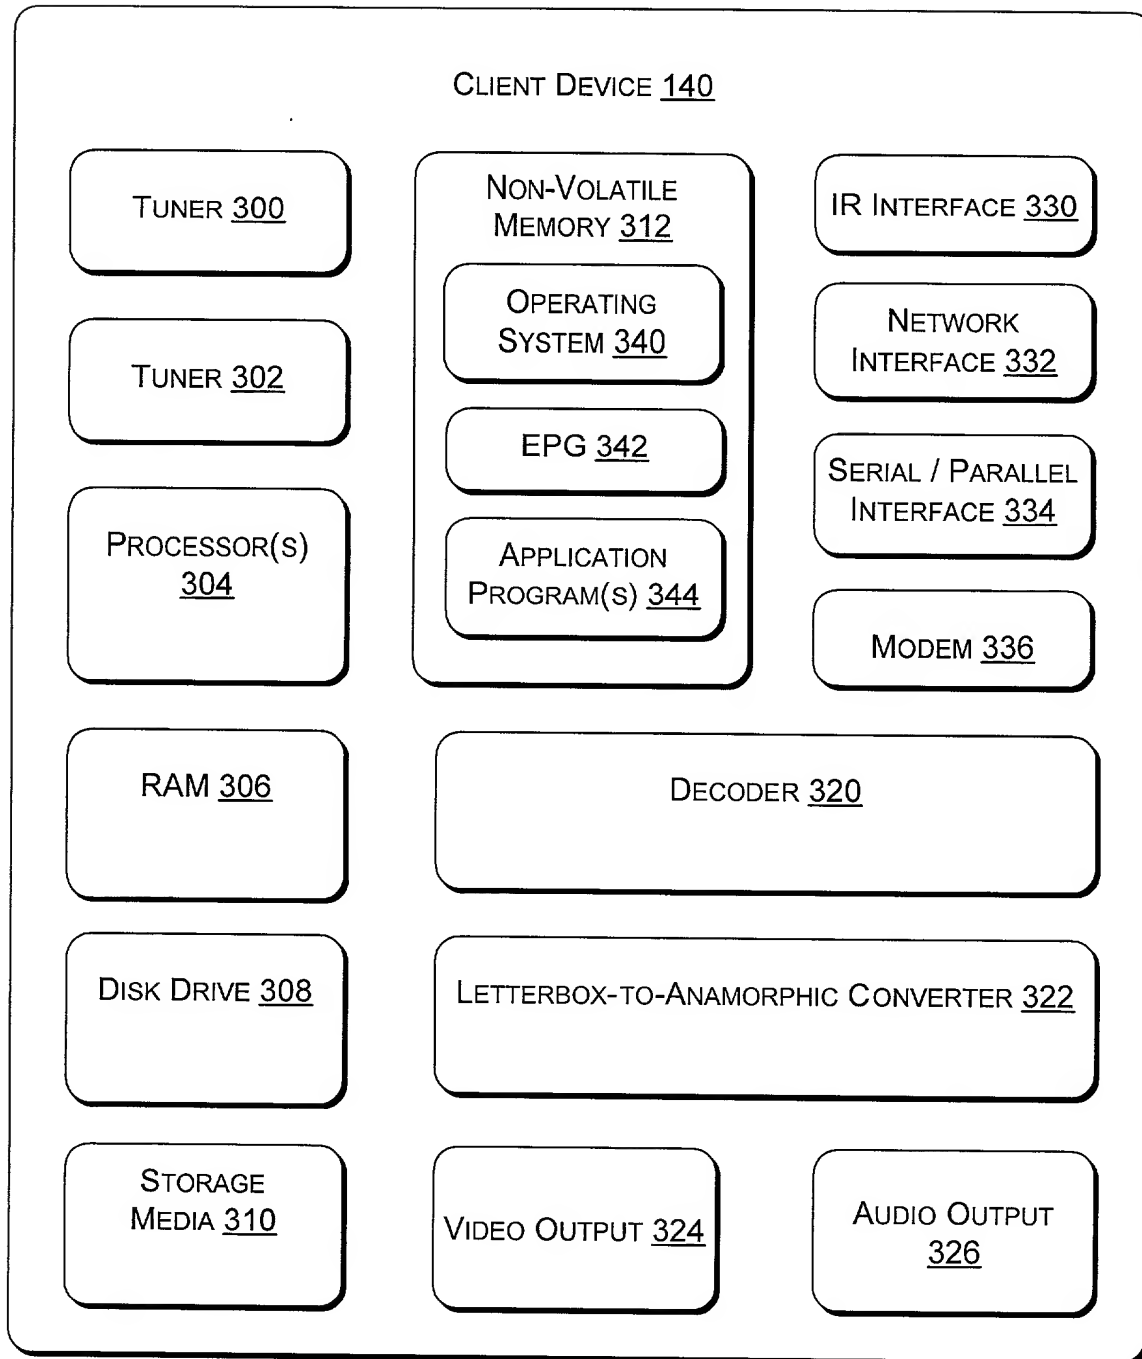 CLIENT DEVICE 140
TUNER 300
TUNER 302
PROCESSOR(S)
304
RAM 306
DISK DRIVE 308
STORAGE
MEDIA 310
NON-VOLATILE
MEMORY 312
OPERATING
SYSTEM 340
EPG 342
APPLICATION
PROGRAM(S) 344
IR INTERFACE 330
NETWORK
INTERFACE 332
SERIAL / PARALLEL
INTERFACE 334
MODEM 336
DECODER 320
LETTERBOX-TO-ANAMORPHIC CONVERTER 322
VIDEO OUTPUT 324
AUDIO OUTPUT
326